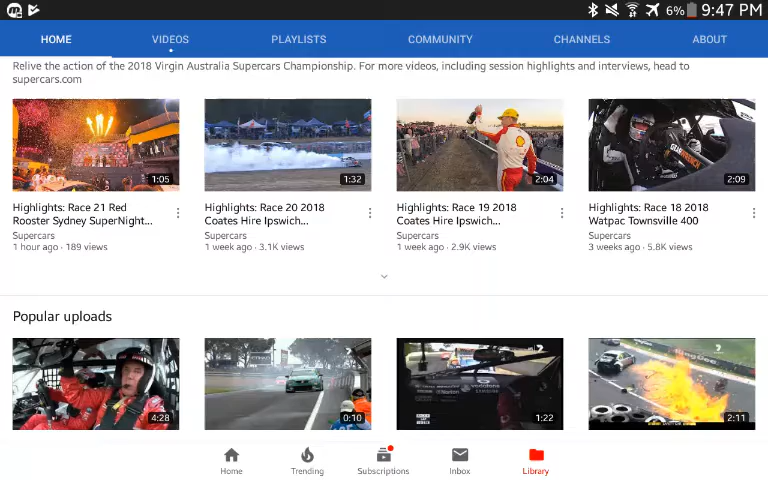 6% 9:47 PM
HOME VIDEOS PLAYLISTS COMMUNITY CHANNELS ABOUT
Relive the action of the 2018 Virgin Australia Supercars Championship. For more videos, including session highlights and interviews, head to
supercars.com
1:05 1:32 2:04 2:09
Highlights: Race 21 Red
Rooster Sydney SuperNight...
Supercars
1 hour ago · 189 views
Highlights: Race 20 2018
Coates Hire Ipswich...
Supercars
1 week ago · 3.1K views
Highlights: Race 19 2018
Coates Hire Ipswich...
Supercars
1 week ago · 2.9K views
Highlights: Race 18 2018
Watpac Townsville 400
Supercars
3 weeks ago · 5.8K views
Popular uploads
4:28 0:10 1:22 2:11
Home Trending Subscriptions Inbox Library